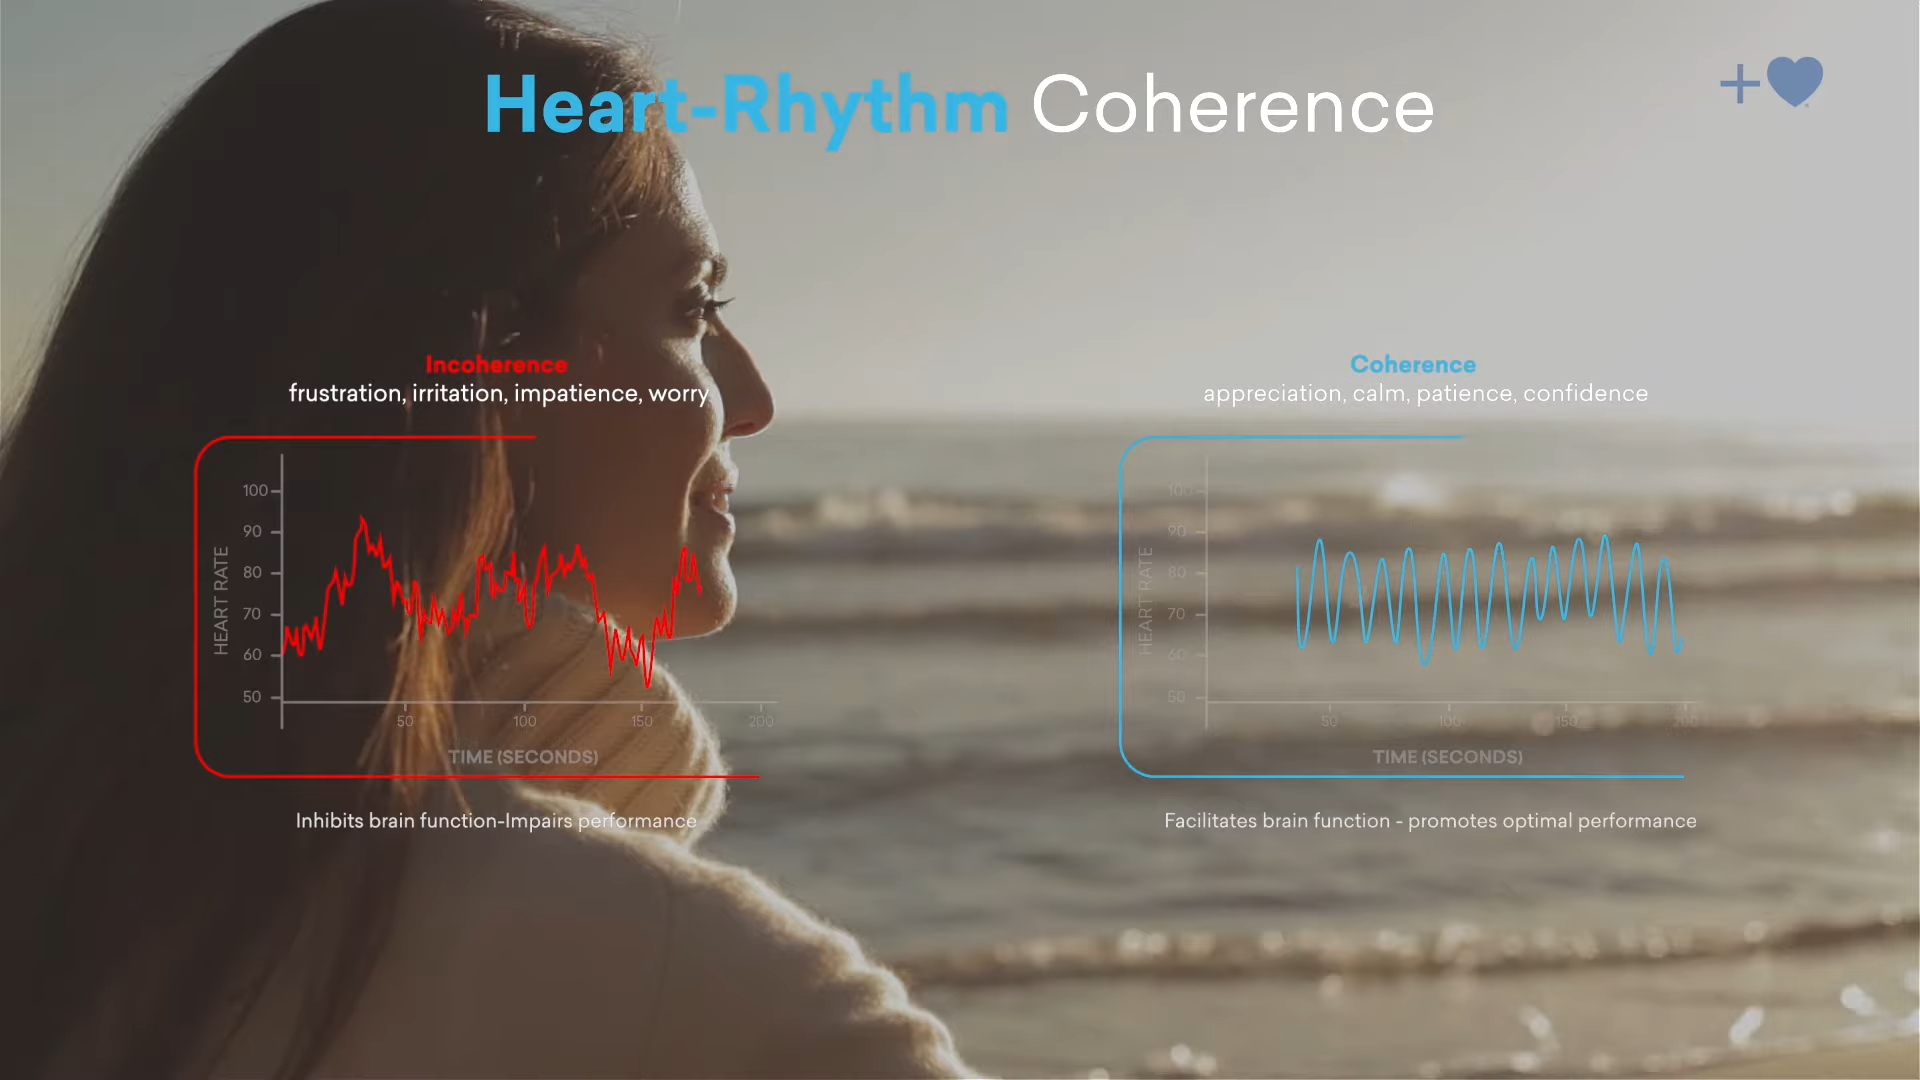 Heart-Rhythm Coherence
Incoherence
frustration, irritation, impatience, worry
100
90
80
70
60
50
HEART RATE
50 100 150 200
TIME (SECONDS)
Inhibits brain function-Impairs performance
Coherence
appreciation, calm, patience, confidence
100
90
80
70
60
50
HEART RATE
50 100 150 200
TIME (SECONDS)
Facilitates brain function - promotes optimal performance